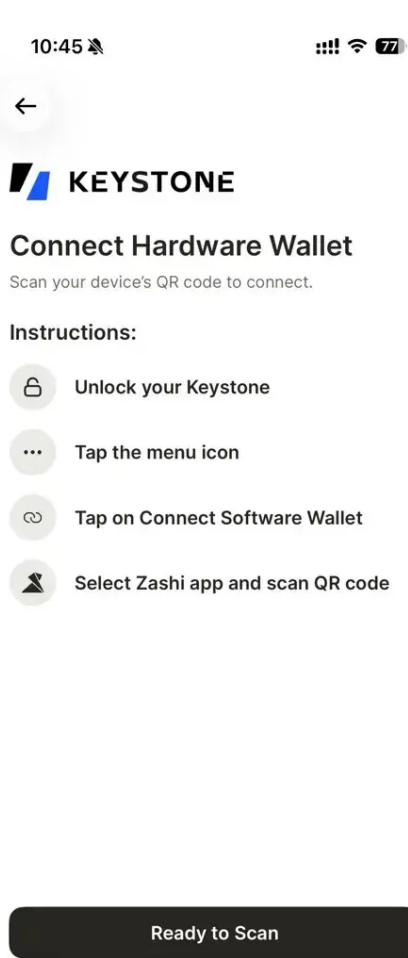 10:45
77
KEYSTONE
Connect Hardware Wallet
Scan your device's QR code to connect.
Instructions:
Unlock your Keystone
Tap the menu icon
Tap on Connect Software Wallet
Select Zashi app and scan QR code
Ready to Scan